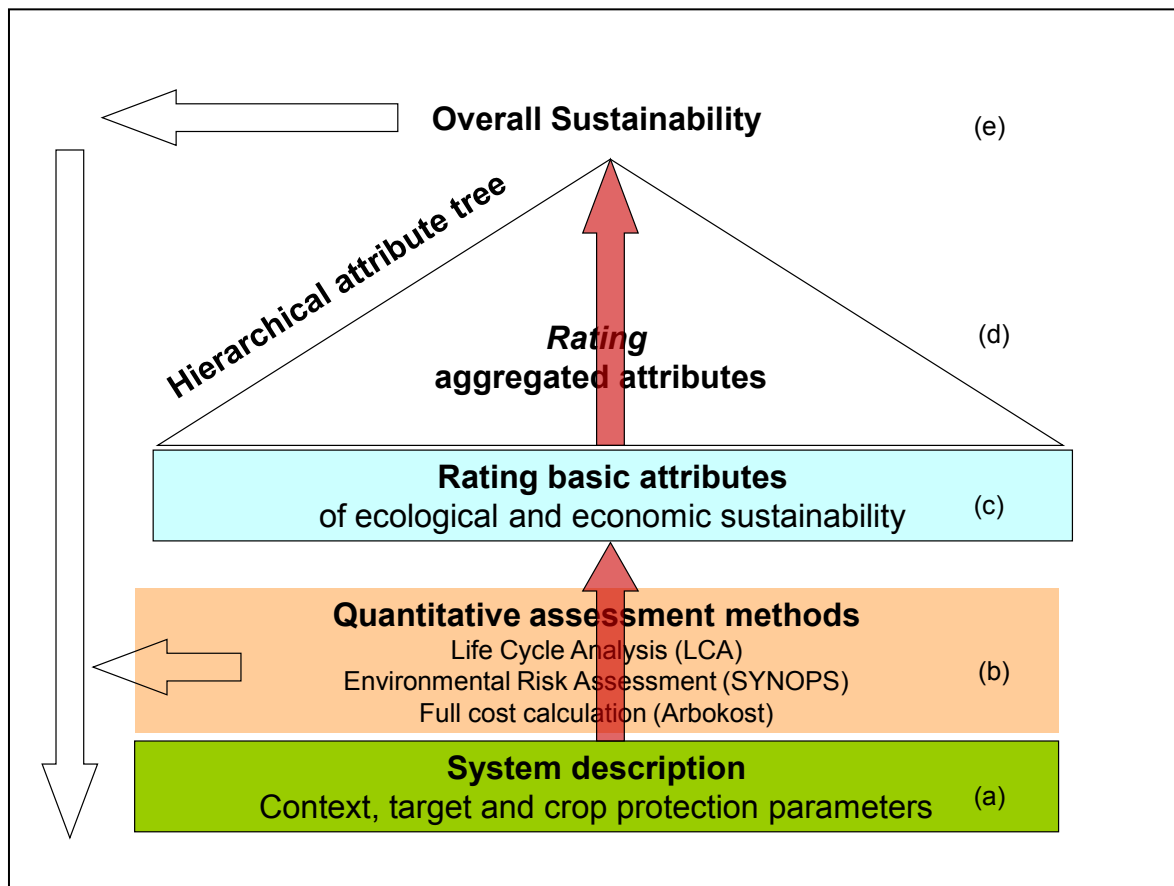 Overall Sustainability
(e)
Hierarchical attribute tree
Rating
aggregated attributes
(d)
Rating basic attributes
of ecological and economic sustainability
(c)
Quantitative assessment methods
Life Cycle Analysis (LCA)
Environmental Risk Assessment (SYNOPS)
Full cost calculation (Arbokost)
(b)
System description
Context, target and crop protection parameters
(a)